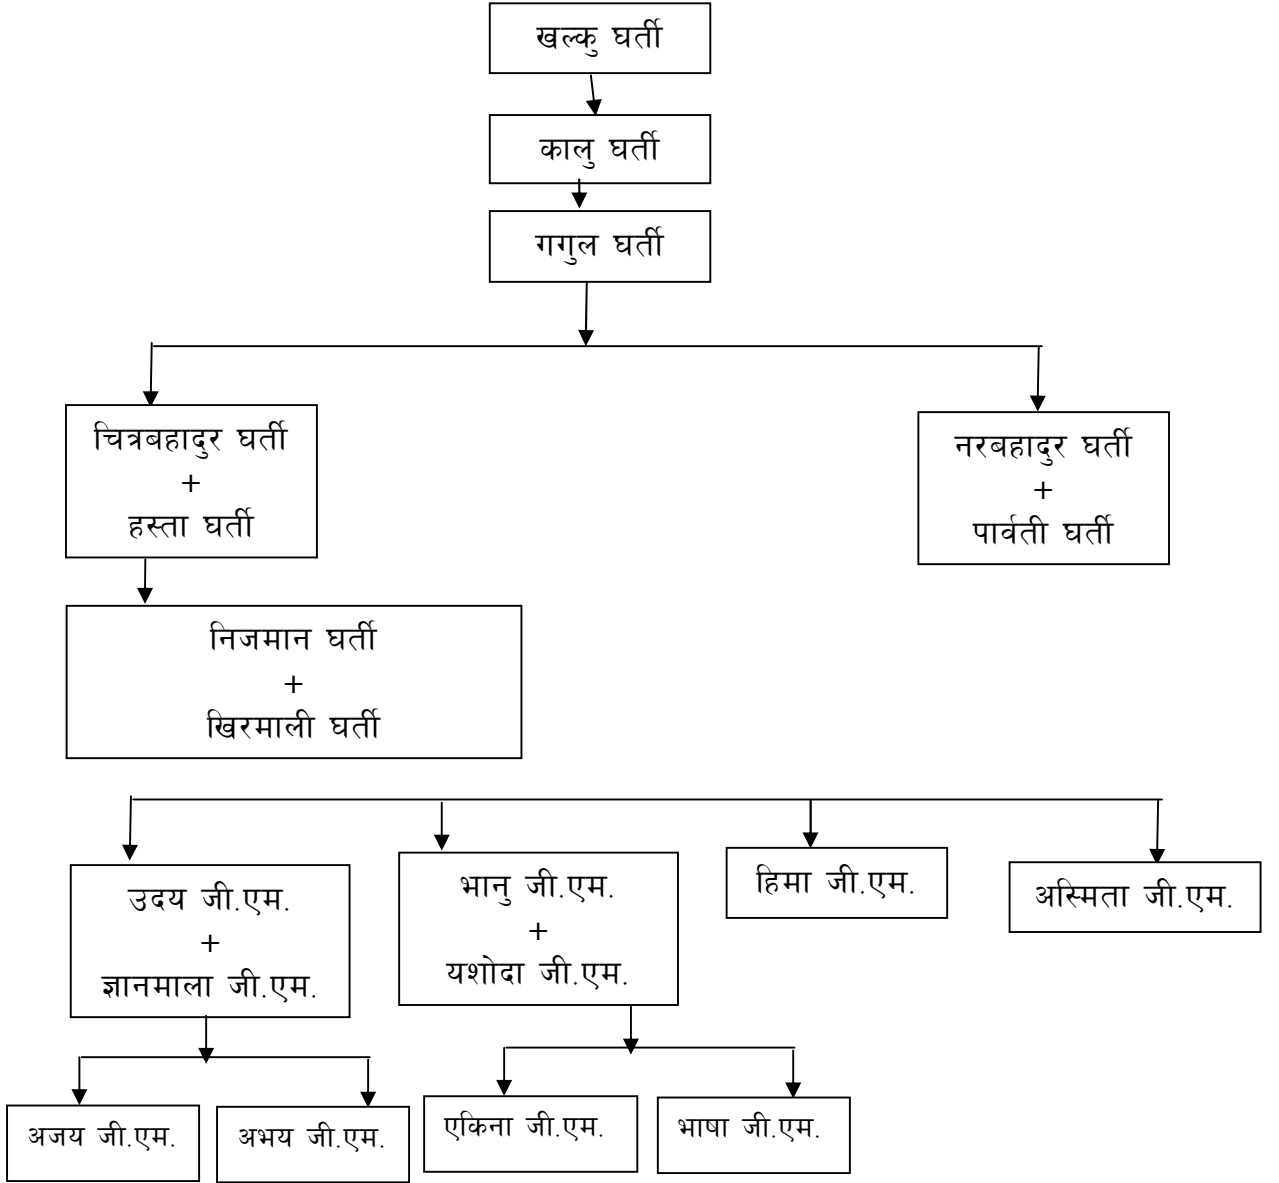 खल्कु घर्ती
कालु घर्ती
गगुल घर्ती
चित्रबहादुर घर्ती
+
हस्ता घर्ती
नरबहादुर घर्ती
+
पार्वती घर्ती
निजमान घर्ती
+
खिरमाली घर्ती
उदय जी.एम.
+
ज्ञानमाला जी.एम.
भानु जी.एम.
+
यशोदा जी.एम.
हिमा जी.एम.
अस्मिता जी.एम.
अजय जी.एम.
अभय जी.एम.
एकिना जी.एम.
भाषा जी.एम.